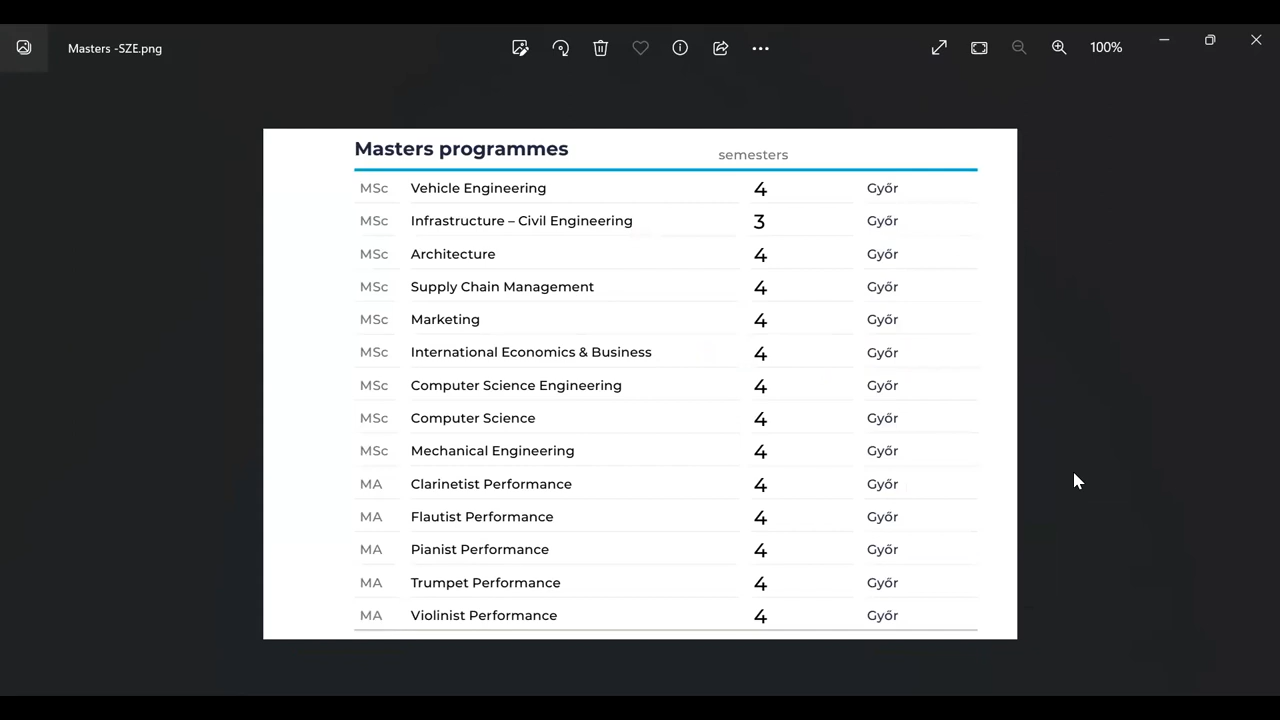 Masters -SZE.png
100%
Masters programmes semesters
MSc Vehicle Engineering 4 Győr
MSc Infrastructure – Civil Engineering 3 Győr
MSc Architecture 4 Győr
MSc Supply Chain Management 4 Győr
MSc Marketing 4 Győr
MSc International Economics & Business 4 Győr
MSc Computer Science Engineering 4 Győr
MSc Computer Science 4 Győr
MSc Mechanical Engineering 4 Győr
MA Clarinetist Performance 4 Győr
MA Flautist Performance 4 Győr
MA Pianist Performance 4 Győr
MA Trumpet Performance 4 Győr
MA Violinist Performance 4 Győr